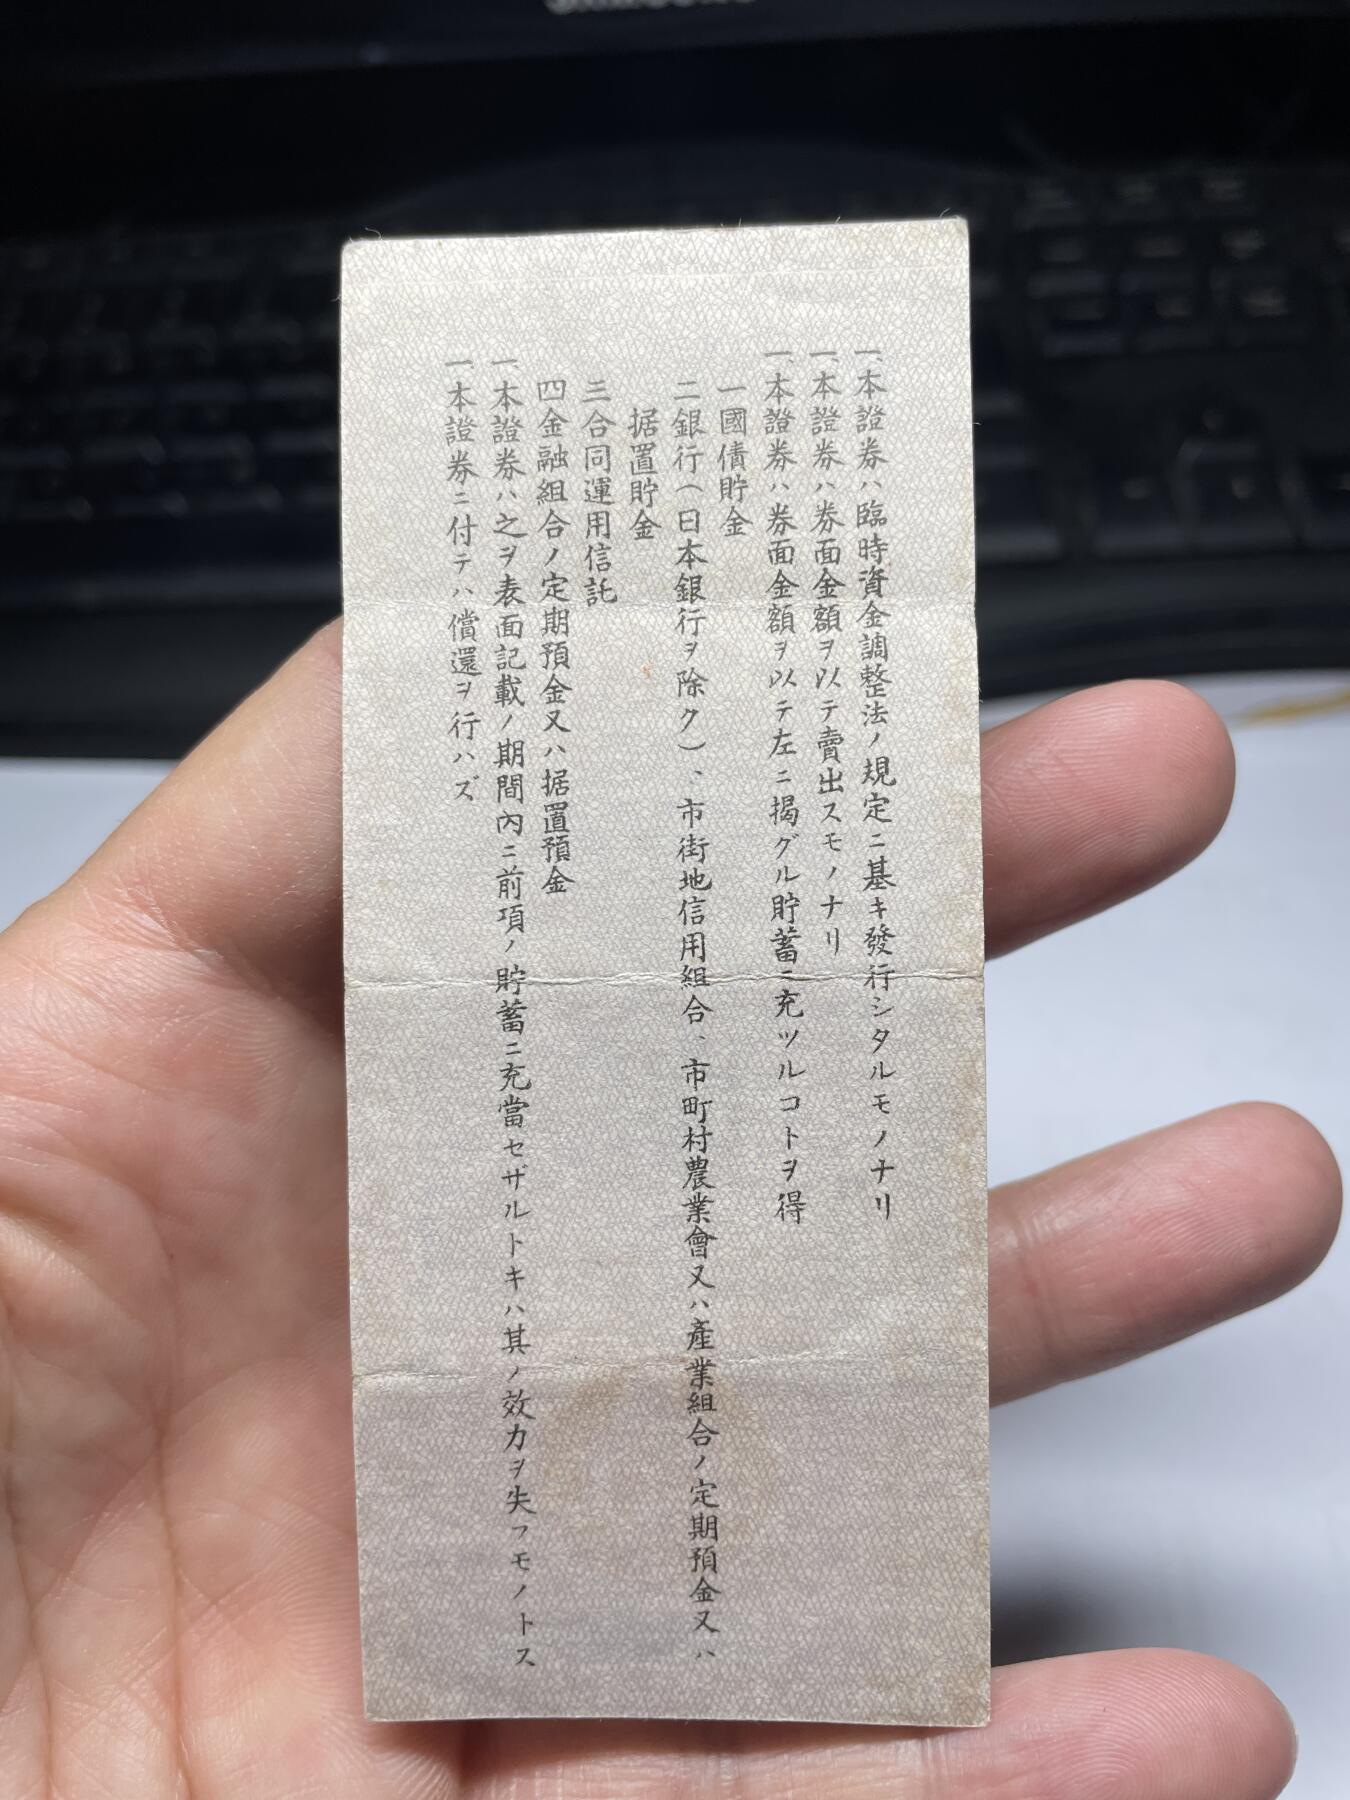 一、本證券ハ臨時資金調整法ノ規定ニ基キ發行シタルモノナリ
一、本證券ハ券面金額ヲ以テ賣出スモノナリ
一、本證券ハ券面金額ヲ以テ左ニ揭グル貯蓄ニ充ツルコトヲ得
一國債貯金
二銀行(日本銀行ヲ除ク)、市街地信用組合、市町村農業會又ハ產業組合ノ定期預金又ハ
据置貯金
三合同運用信託
四金融組合ノ定期預金又ハ据置預金
一、本證券ハ之ヲ表面記載ノ期間內ニ前項ノ貯蓄ニ充當セザルトキハ其ノ效力ヲ失フモノトス
一、本證券ニ付テハ償還ヲ行ハズ